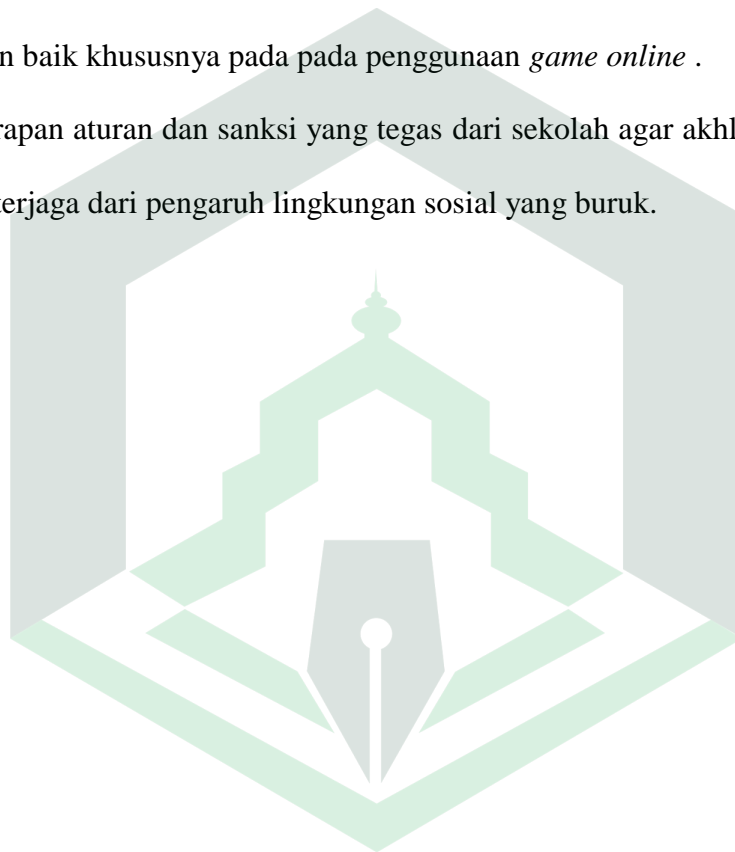 n baik khususnya pada pada penggunaan game online .
rapan aturan dan sanksi yang tegas dari sekolah agar akhl
terjaga dari pengaruh lingkungan sosial yang buruk.